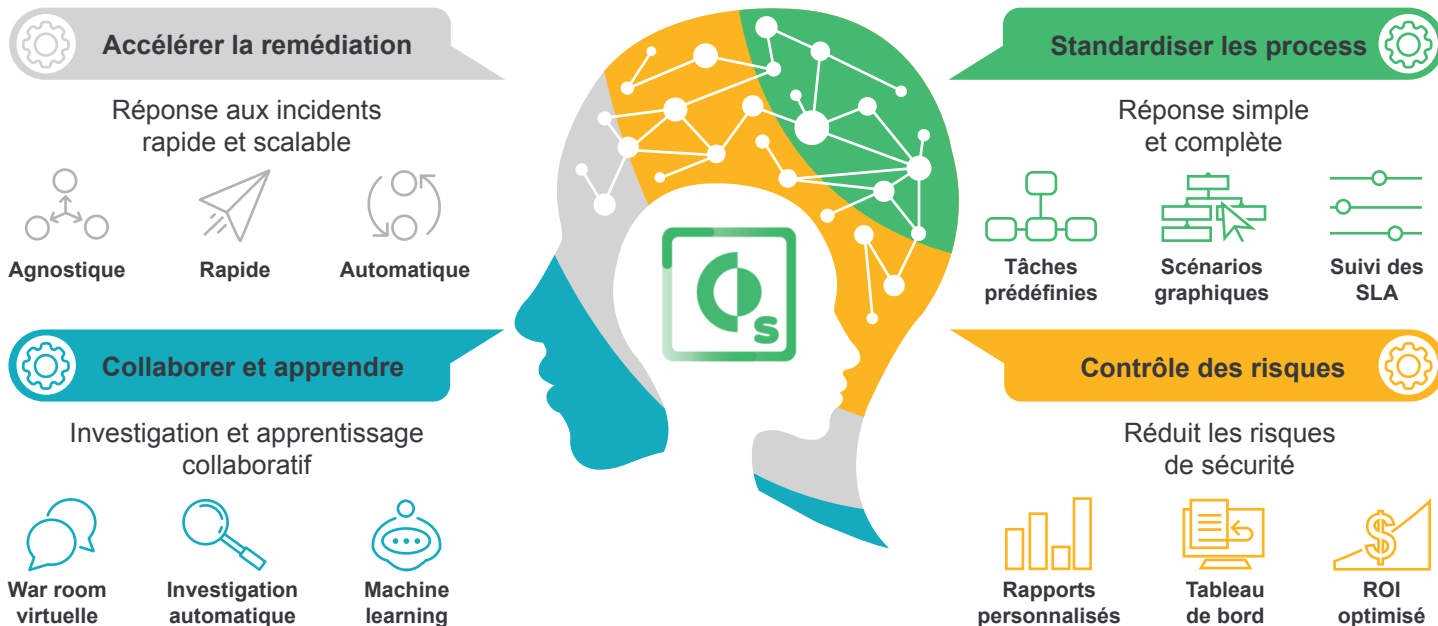 Accélérer la remédiation
Réponse aux incidents
rapide et scalable
Agnostique
Rapide
Automatique
Collaborer et apprendre
Investigation et apprentissage
collaboratif
War room
virtuelle
Investigation
automatique
Machine
learning
S
Standardiser les process
Réponse simple
et complète
Tâches
prédéfinies
Scénarios
graphiques
Suivi des
SLA
Contrôle des risques
Réduit les risques
de sécurité
$
Rapports
personnalisés
Tableau
de bord
ROI
optimisé